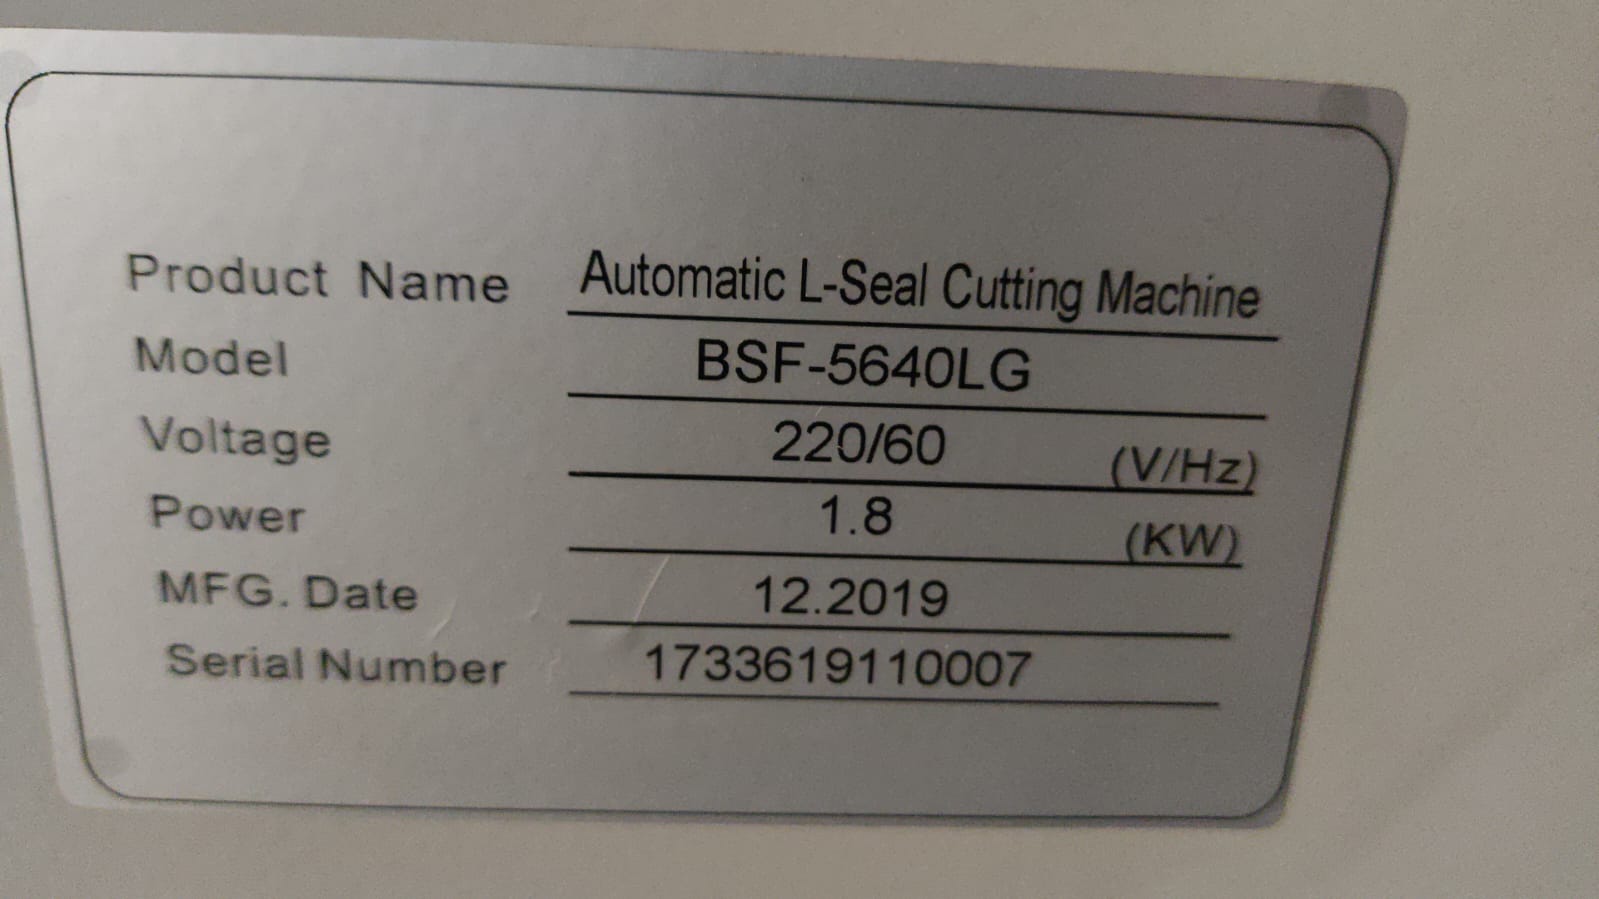 Product Name Automatic L-Seal Cutting Machine
Model BSF-5640LG
Voltage 220/60 (V/Hz)
Power 1.8 (KW)
MFG. Date 12.2019
Serial Number 1733619110007